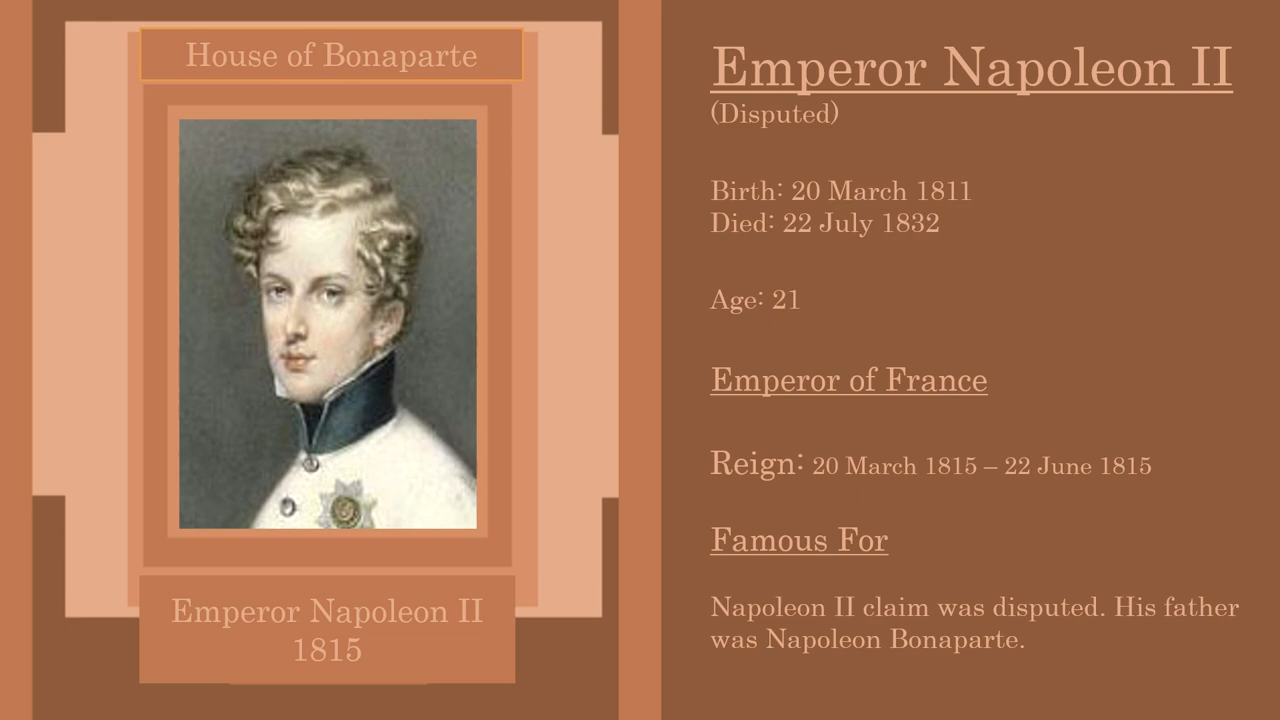 House of Bonaparte
Emperor Napoleon II
1815
Emperor Napoleon II
(Disputed)
Birth: 20 March 1811
Died: 22 July 1832
Age: 21
Emperor of France
Reign: 20 March 1815 – 22 June 1815
Famous For
Napoleon II claim was disputed. His father
was Napoleon Bonaparte.